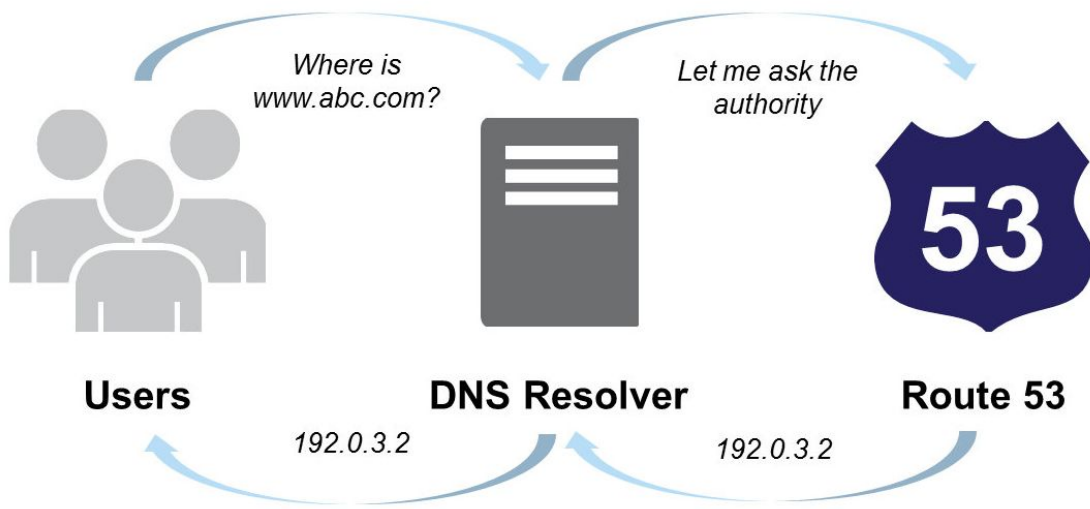 Where is
www.abc.com?
Let me ask the
authority
53
Users
DNS Resolver
Route 53
192.0.3.2
192.0.3.2